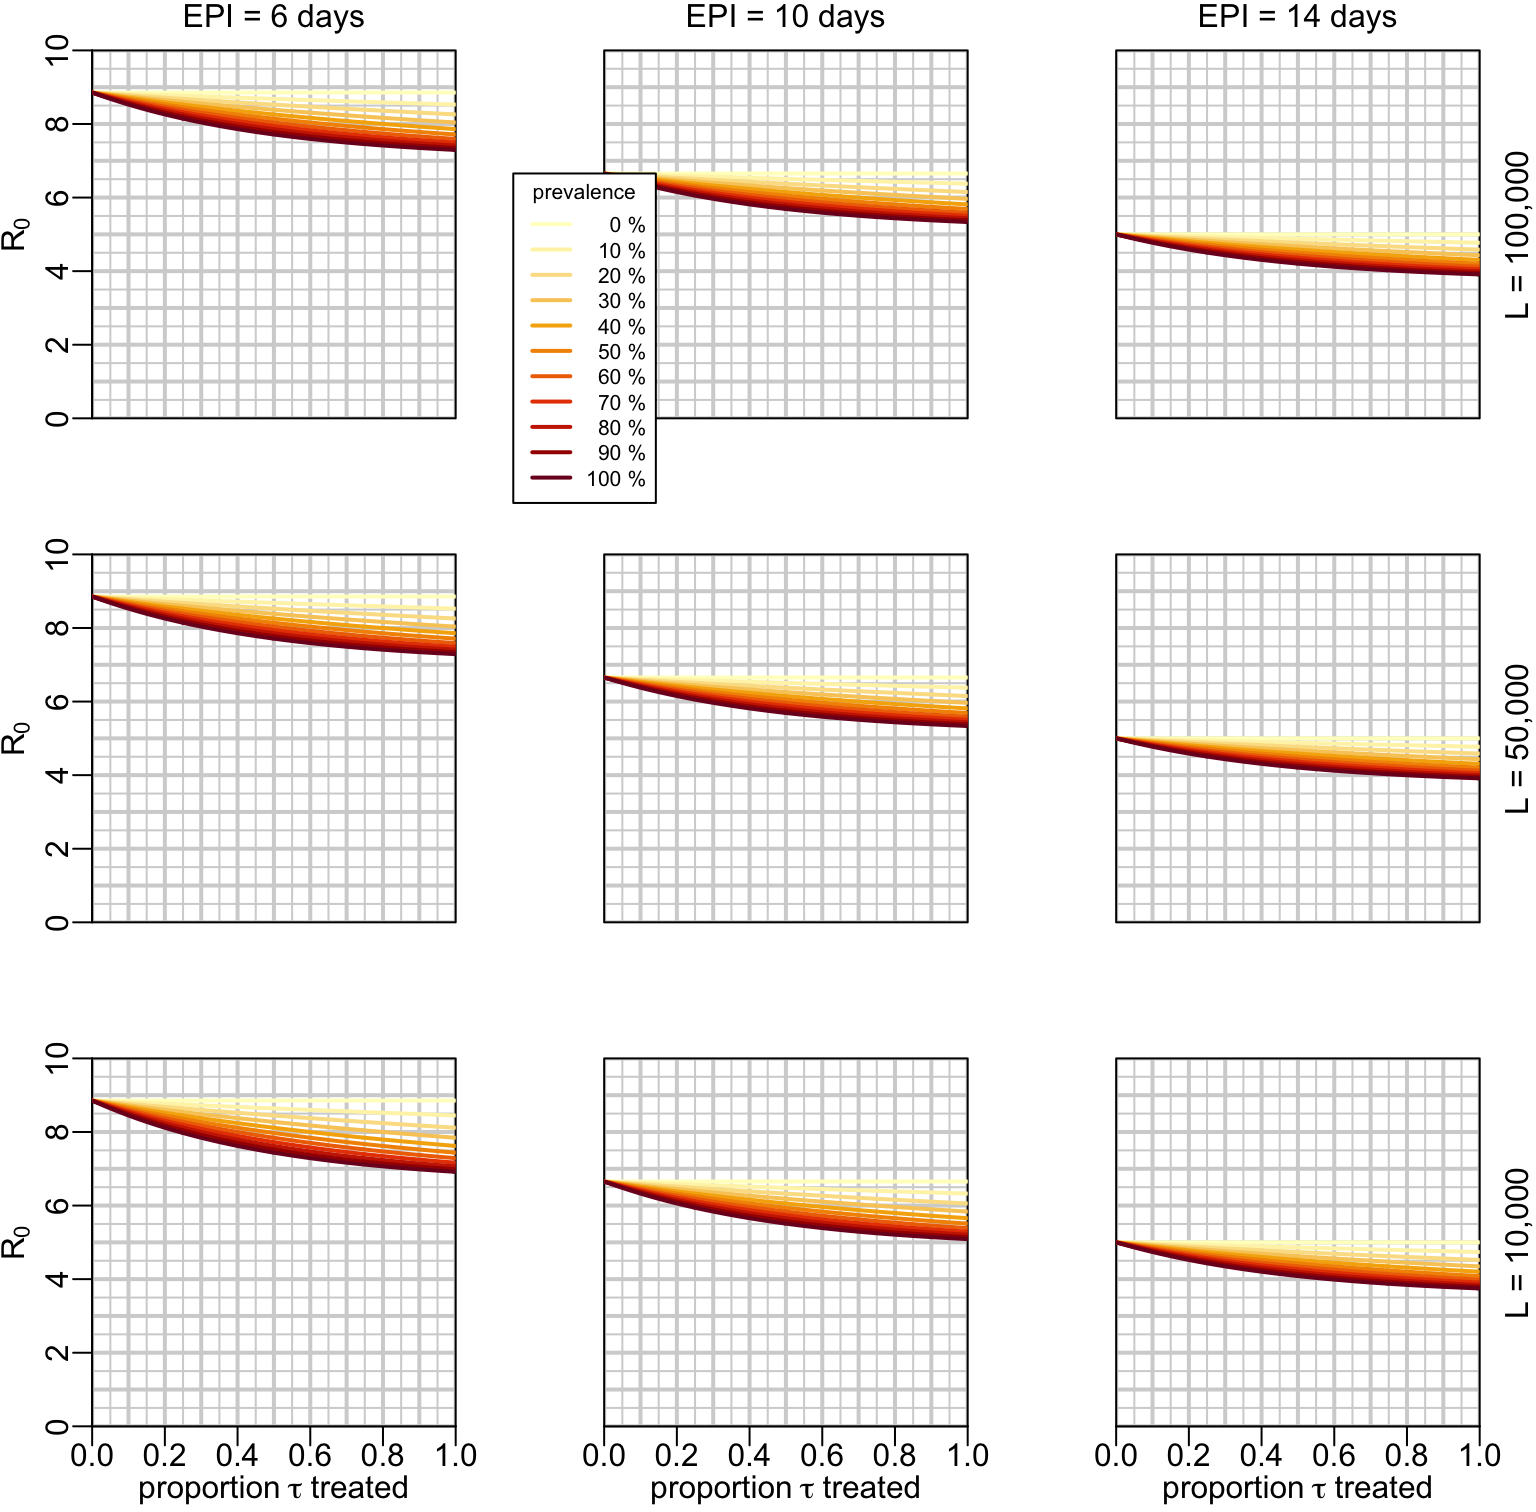 EPI = 6 days
EPI = 10 days
EPI = 14 days
10
8
6
4
2
0
R0
prevalence
0 %
10 %
20 %
30 %
40 %
50 %
60 %
70 %
80 %
90 %
100 %
L = 100,000
10
8
6
4
2
0
R0
L = 50,000
10
8
6
4
2
0
R0
L = 10,000
0.0 0.2 0.4 0.6 0.8 1.0
0.0 0.2 0.4 0.6 0.8 1.0
0.0 0.2 0.4 0.6 0.8 1.0
proportion τ treated
proportion τ treated
proportion τ treated